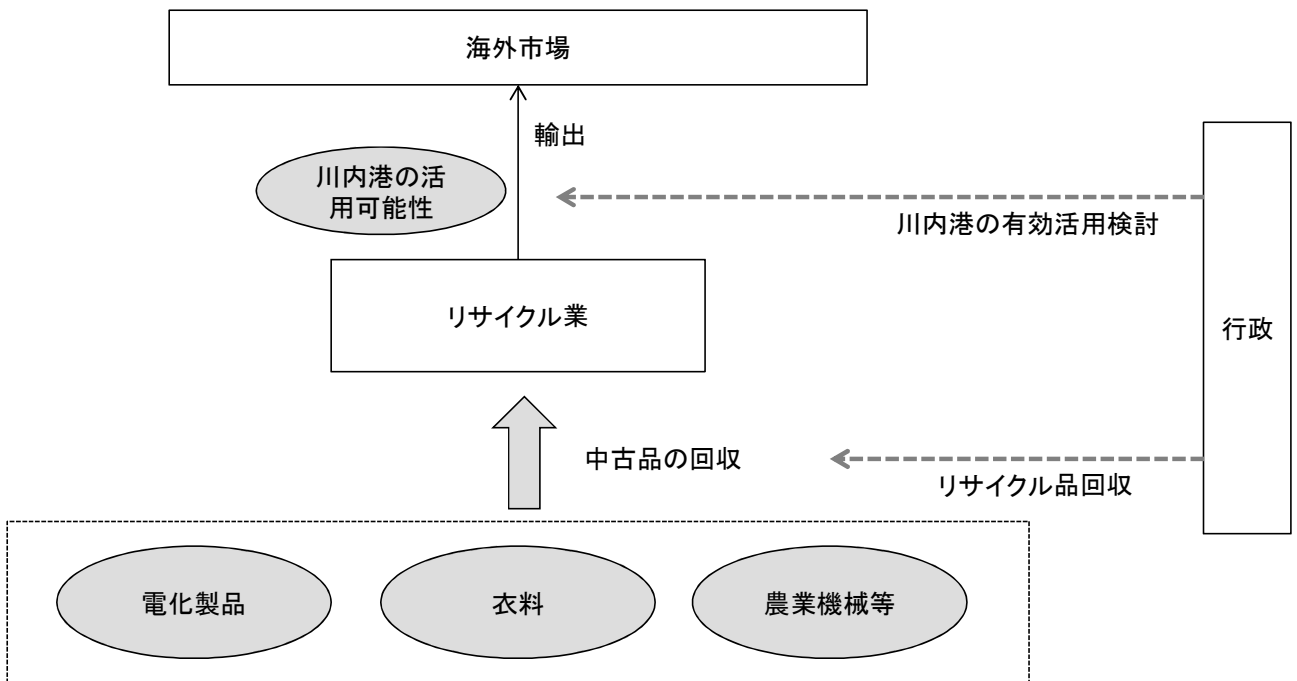 海外市場
輸出
川内港の活
用可能性
川内港の有効活用検討
リサイクル業
行政
中古品の回収
リサイクル品回収
電化製品
衣料
農業機械等